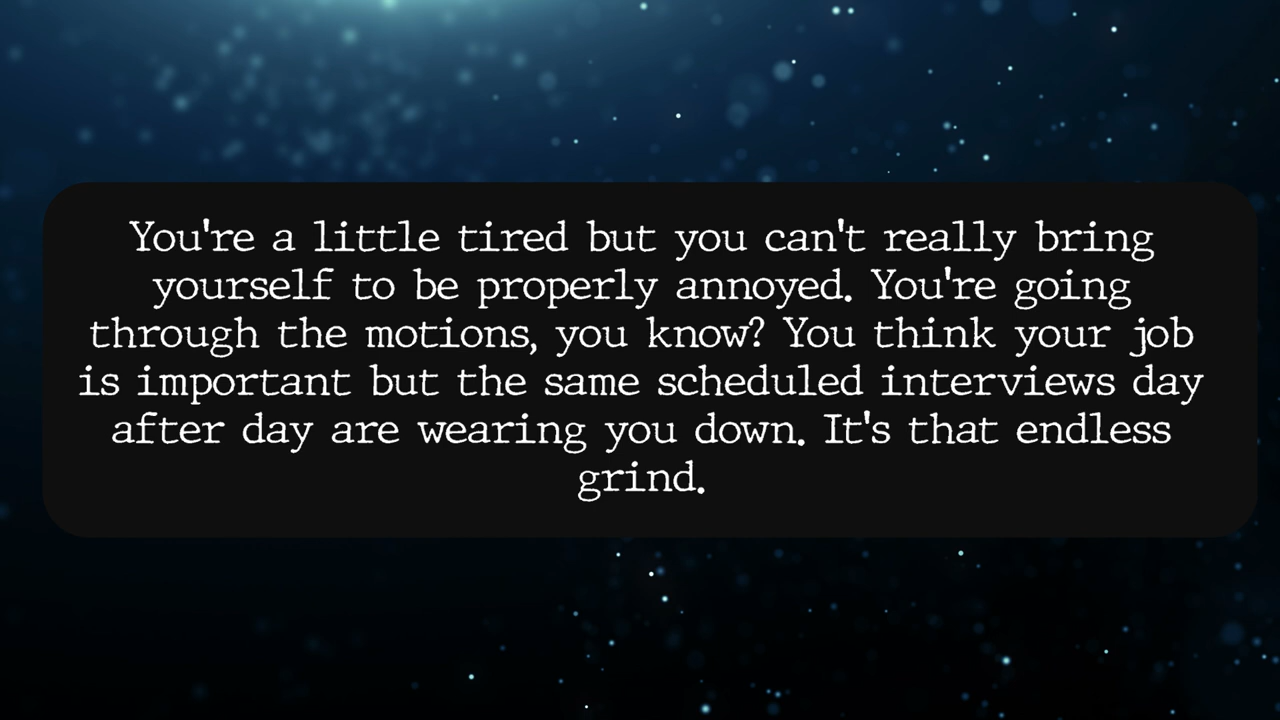 You're a little tired but you can't really bring
yourself to be properly annoyed. You're going
through the motions, you know? You think your job
is important but the same scheduled interviews day
after day are wearing you down. It's that endless
grind.